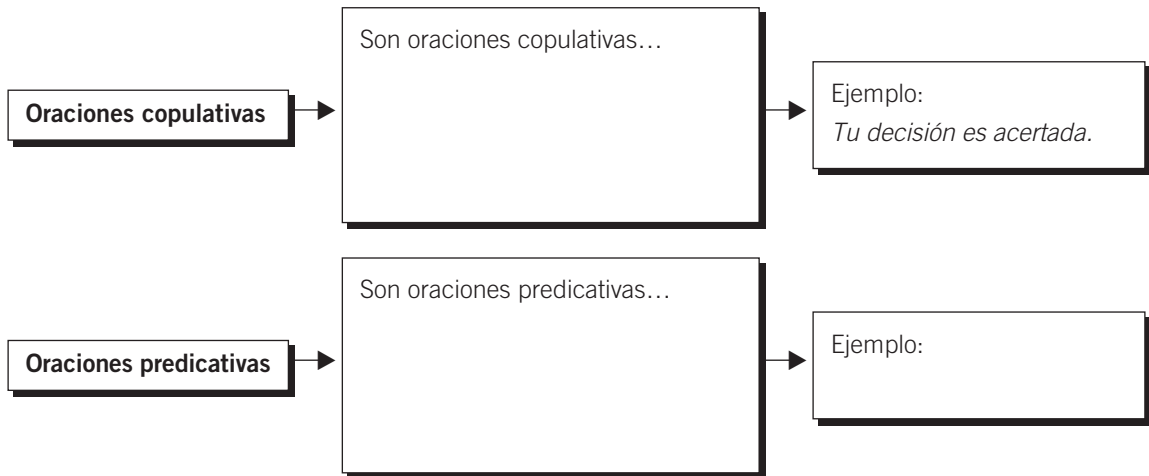 Oraciones copulativas
Son oraciones copulativas…
Ejemplo:
Tu decisión es acertada.
Oraciones predicativas
Son oraciones predicativas…
Ejemplo: